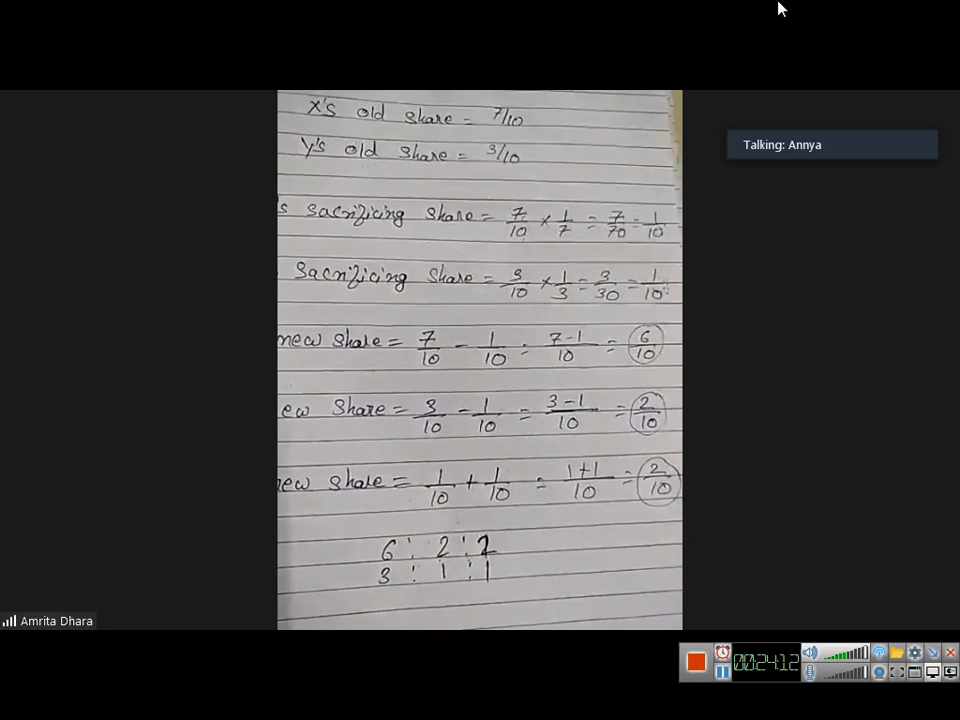 X's old share = 7/10
Talking: Annya
Y's old share = 3/10
's Sacrificing share = 7/10 × 1/7 = 7/70 = 1/10
Sacrificing share = 3/10 × 1/3 = 3/30 = 1/10
new share = 7/10 - 1/10 = 7-1/10 = 6/10
ew share = 3/10 - 1/10 = 3-1/10 = 2/10
new share = 1/10 + 1/10 = 1+1/10 = 2/10
6 : 2 : 2
3 : 1 : 1
Amrita Dhara
00:24:12